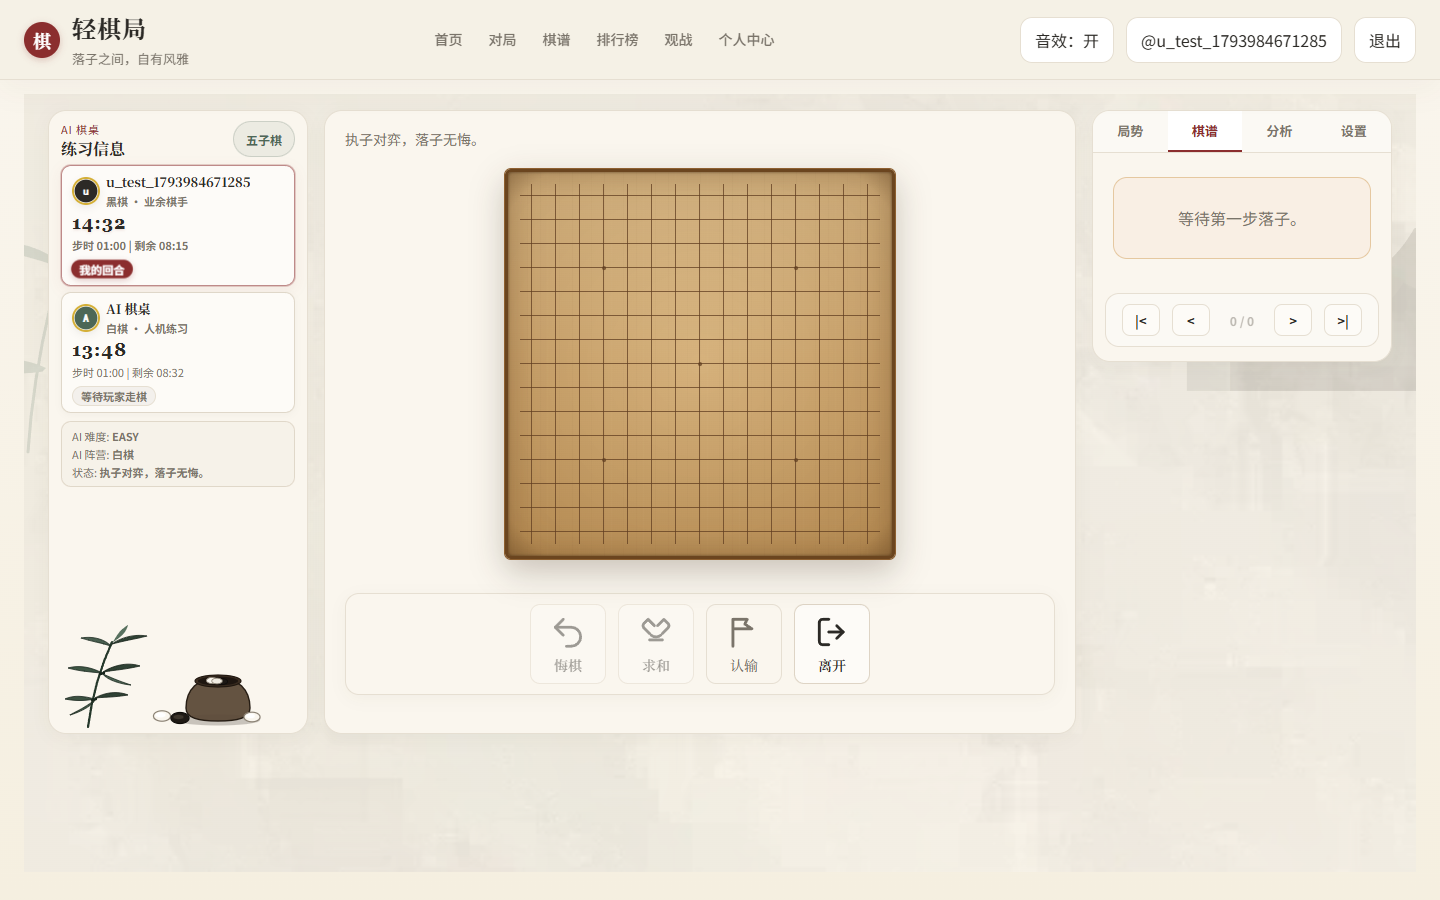 棋
轻棋局
落子之间，自有风雅
首页 对局 棋谱 排行榜 观战 个人中心
音效：开
@u_test_1793984671285
退出
AI 棋桌
练习信息
五子棋
u
u_test_1793984671285
黑棋 · 业余棋手
14:32
步时 01:00 | 剩余 08:15
我的回合
A
AI 棋桌
白棋 · 人机练习
13:48
步时 01:00 | 剩余 08:32
等待玩家走棋
AI 难度: EASY
AI 阵营: 白棋
状态: 执子对弈，落子无悔。
执子对弈，落子无悔。
悔棋
求和
认输
离开
局势 棋谱 分析 设置
等待第一步落子。
|< < 0 / 0 > >|